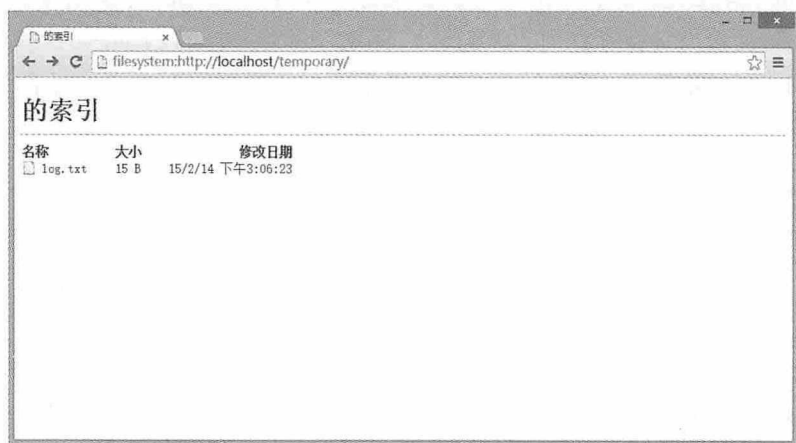 的索引
filesystem:http://localhost/temporary/
的索引
名称 大小 修改日期
log.txt 15 B 15/2/14 下午3:06:23